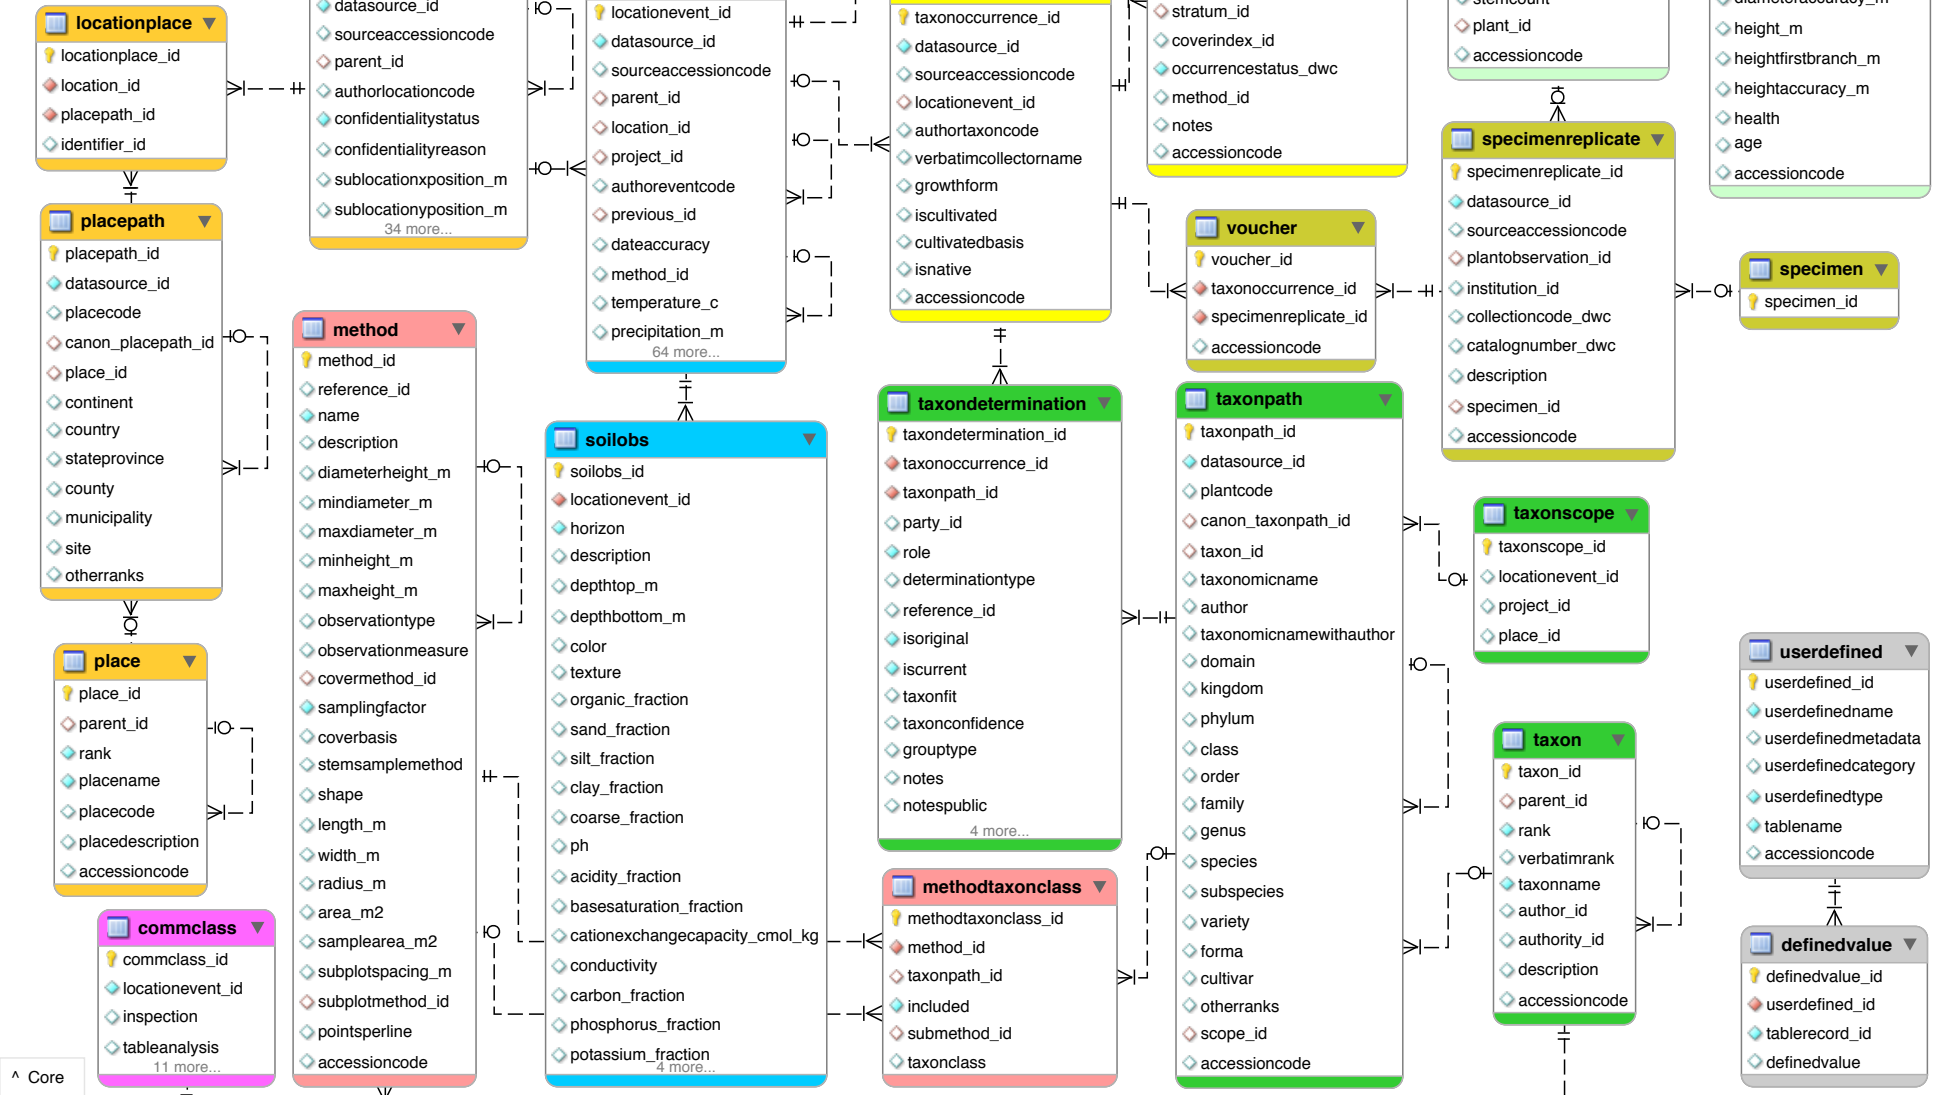 locationplace
locationplace_id
location_id
placepath_id
identifier_id
placepath
placepath_id
datasource_id
placecode
canon_placepath_id
place_id
continent
country
stateprovince
county
municipality
site
otherranks
place
place_id
parent_id
rank
placename
placecode
placedescription
accessioncode
commclass
commclass_id
locationevent_id
inspection
tableanalysis
11 more...
^ Core
datasource_id
sourceaccessioncode
parent_id
authorlocationcode
confidentialitystatus
confidentialityreason
sublocationxposition_m
sublocationyposition_m
34 more...
method
method_id
reference_id
name
description
diameterheight_m
mindiameter_m
maxdiameter_m
minheight_m
maxheight_m
observationtype
observationmeasure
covermethod_id
samplingfactor
coverbasis
stemsamplemethod
shape
length_m
width_m
radius_m
area_m2
samplearea_m2
subplotspacing_m
subplotmethod_id
pointsperline
accessioncode
locationevent_id
datasource_id
sourceaccessioncode
parent_id
location_id
project_id
authoreventcode
previous_id
dateaccuracy
method_id
temperature_c
precipitation_m
64 more...
soilobs
soilobs_id
locationevent_id
horizon
description
depthtop_m
depthbottom_m
color
texture
organic_fraction
sand_fraction
silt_fraction
clay_fraction
coarse_fraction
ph
acidity_fraction
basesaturation_fraction
cationexchangecapacity_cmol_kg
conductivity
carbon_fraction
phosphorus_fraction
potassium_fraction
4 more...
taxonoccurrence_id
datasource_id
sourceaccessioncode
locationevent_id
authortaxoncode
verbatimcollectorname
growthform
iscultivated
cultivatedbasis
isnative
accessioncode
taxondetermination
taxondetermination_id
taxonoccurrence_id
taxonpath_id
party_id
role
determinationtype
reference_id
isoriginal
iscurrent
taxonfit
taxonconfidence
grouptype
notes
notespublic
4 more...
methodtaxonclass
methodtaxonclass_id
method_id
taxonpath_id
included
submethod_id
taxonclass
stratum_id
coverindex_id
occurrencestatus_dwc
method_id
notes
accessioncode
voucher
voucher_id
taxonoccurrence_id
specimenreplicate_id
accessioncode
taxonpath
taxonpath_id
datasource_id
plantcode
canon_taxonpath_id
taxon_id
taxonomicname
author
taxonomicnamewithauthor
domain
kingdom
phylum
class
order
family
genus
species
subspecies
variety
forma
cultivar
otherranks
scope_id
accessioncode
stemcount
plant_id
accessioncode
specimenreplicate
specimenreplicate_id
datasource_id
sourceaccessioncode
plantobservation_id
institution_id
collectioncode_dwc
catalognumber_dwc
description
specimen_id
accessioncode
taxonscope
taxonscope_id
locationevent_id
project_id
place_id
taxon
taxon_id
parent_id
rank
verbatimrank
taxonname
author_id
authority_id
description
accessioncode
diameteraccuracy_m
height_m
heightfirstbranch_m
heightaccuracy_m
health
age
accessioncode
specimen
specimen_id
userdefined
userdefined_id
userdefinedname
userdefinedmetadata
userdefinedcategory
userdefinedtype
tablename
accessioncode
definedvalue
definedvalue_id
userdefined_id
tablerecord_id
definedvalue